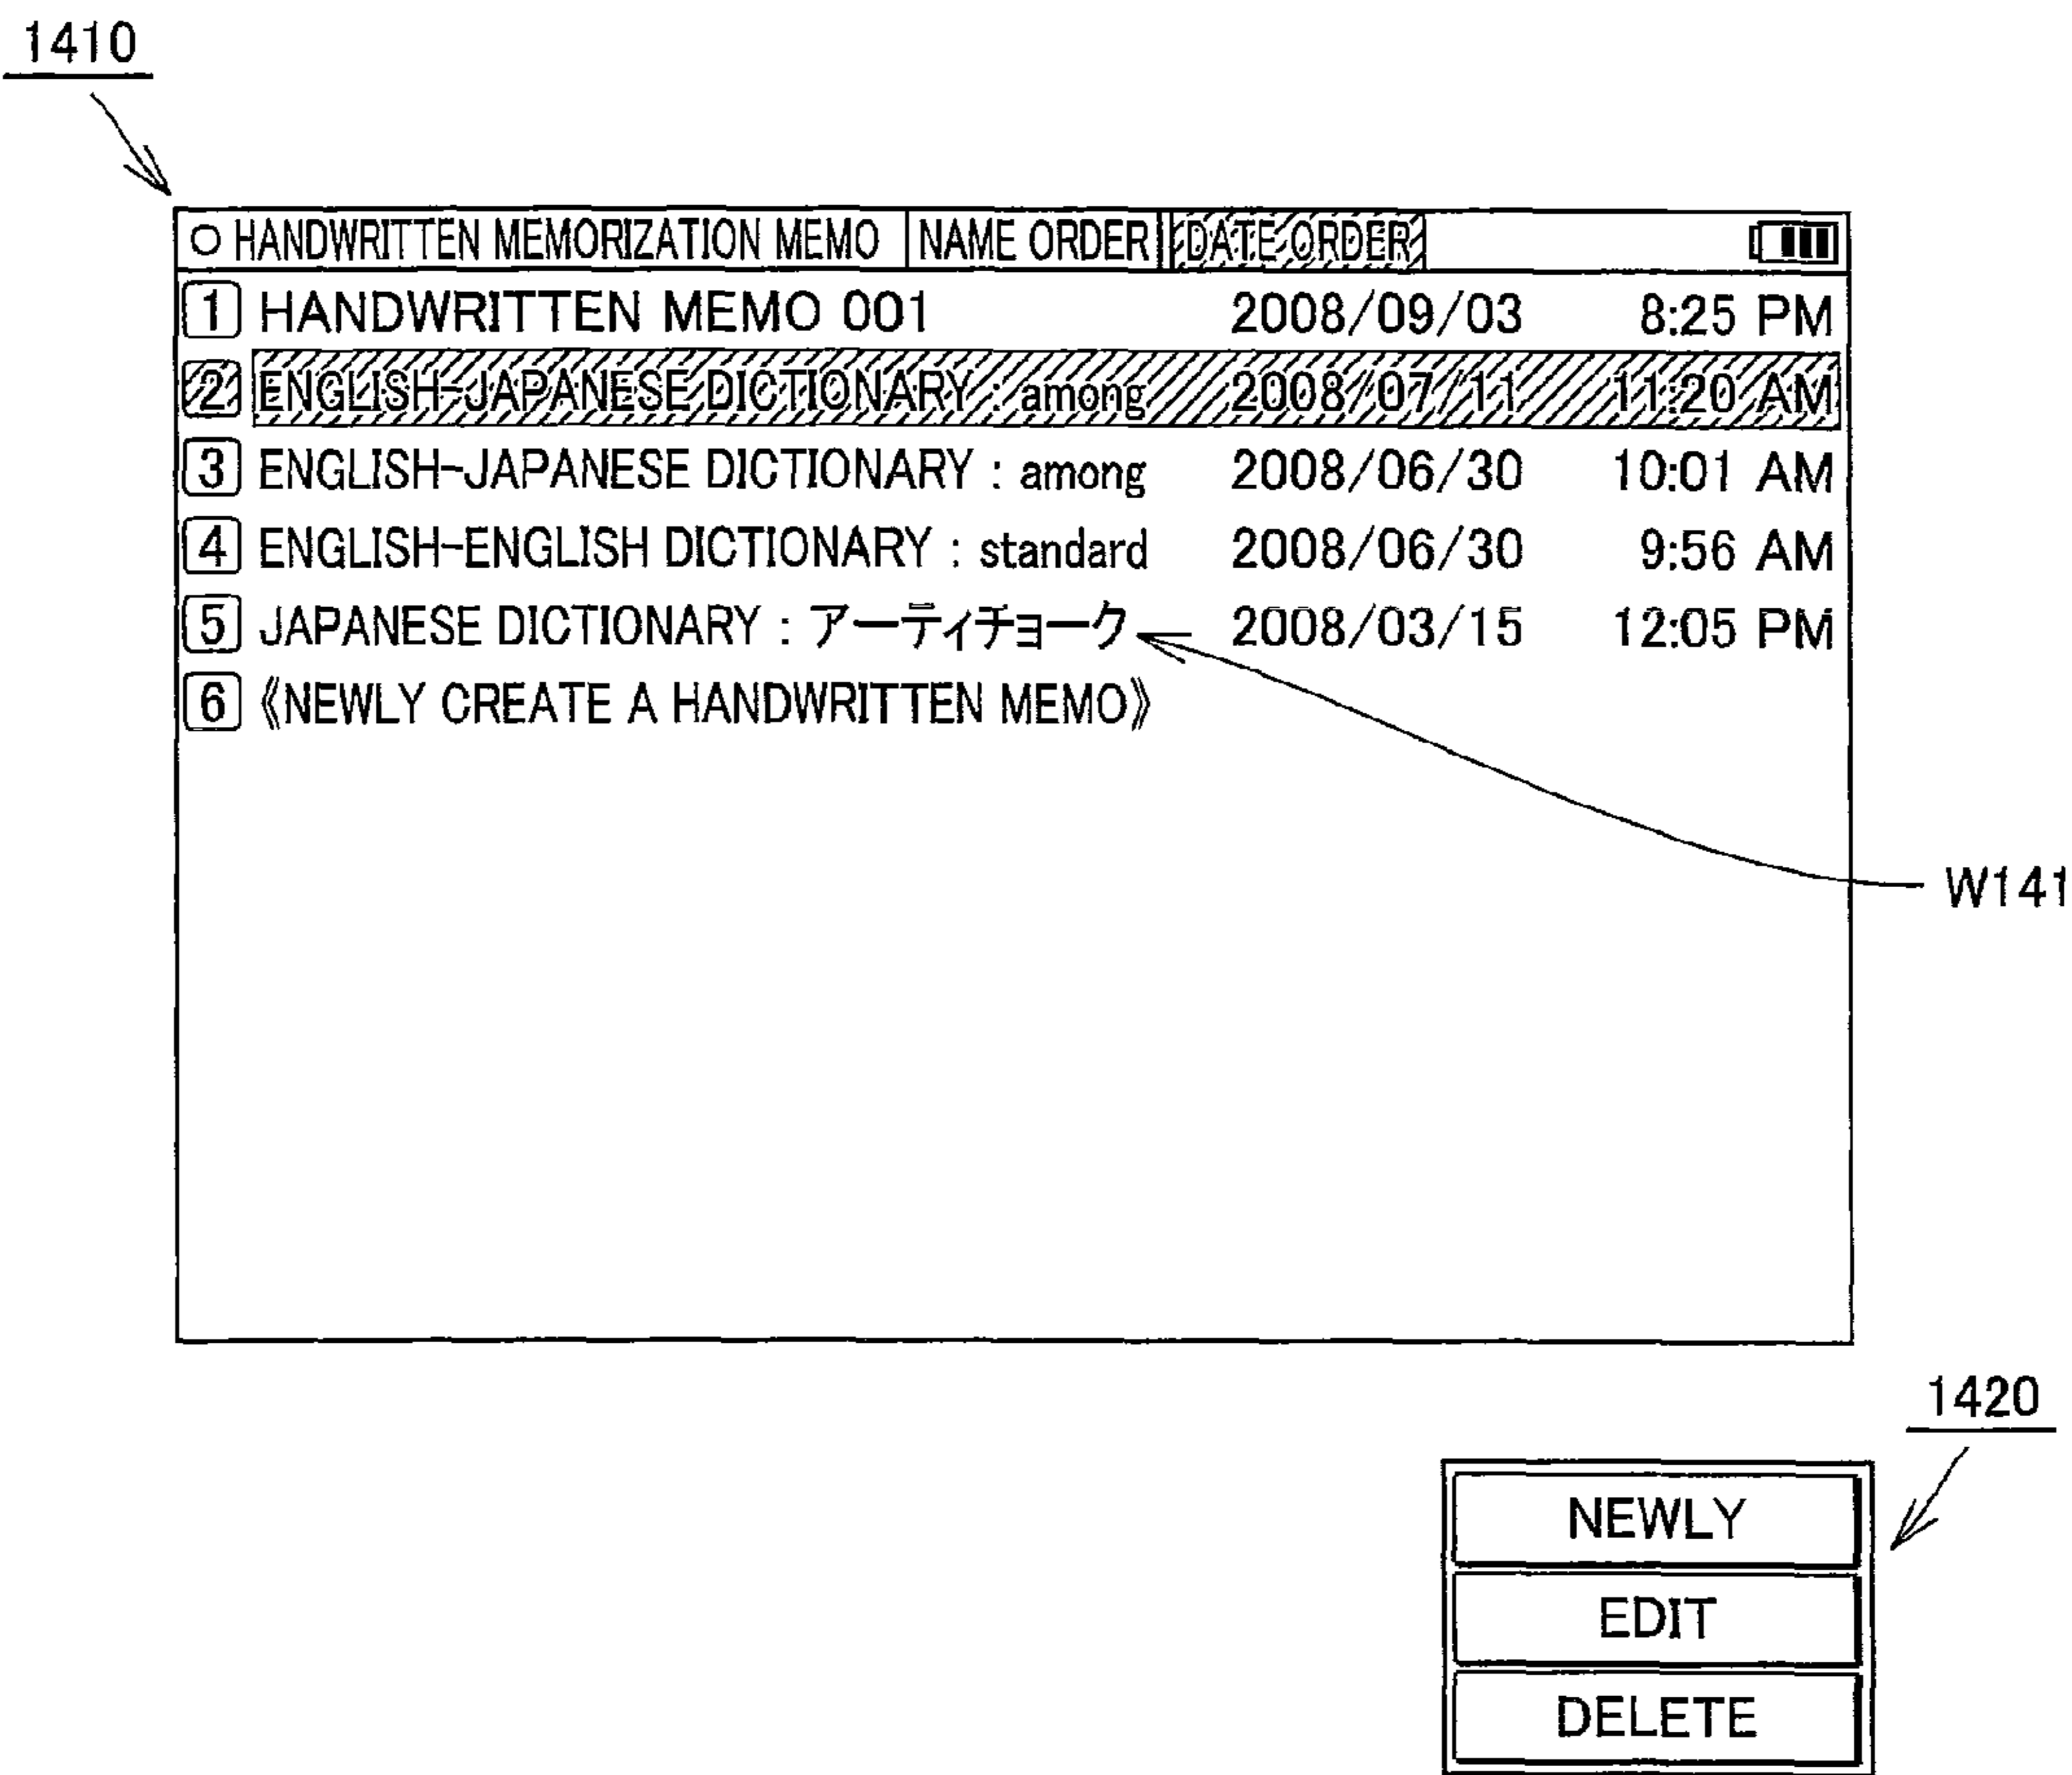 1410
○ HANDWRITTEN MEMORIZATION MEMO NAME ORDER DATE ORDER
1 HANDWRITTEN MEMO 001 2008/09/03 8:25 PM
2 ENGLISH-JAPANESE DICTIONARY : among 2008/07/11 11:20 AM
3 ENGLISH-JAPANESE DICTIONARY : among 2008/06/30 10:01 AM
4 ENGLISH-ENGLISH DICTIONARY : standard 2008/06/30 9:56 AM
5 JAPANESE DICTIONARY : アーティチョーク 2008/03/15 12:05 PM
6 《NEWLY CREATE A HANDWRITTEN MEMO》
W141
1420
NEWLY
EDIT
DELETE